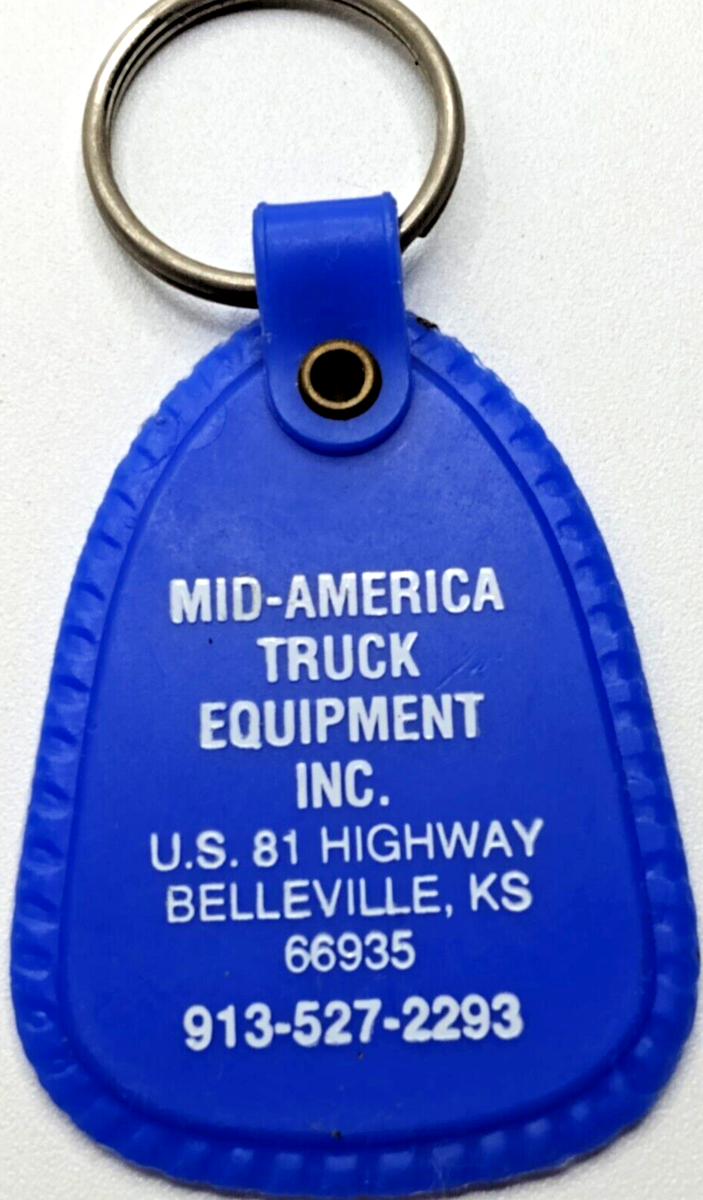 MID-AMERICA
TRUCK
EQUIPMENT
INC.
U.S. 81 HIGHWAY
BELLEVILLE, KS
66935
913-527-2293